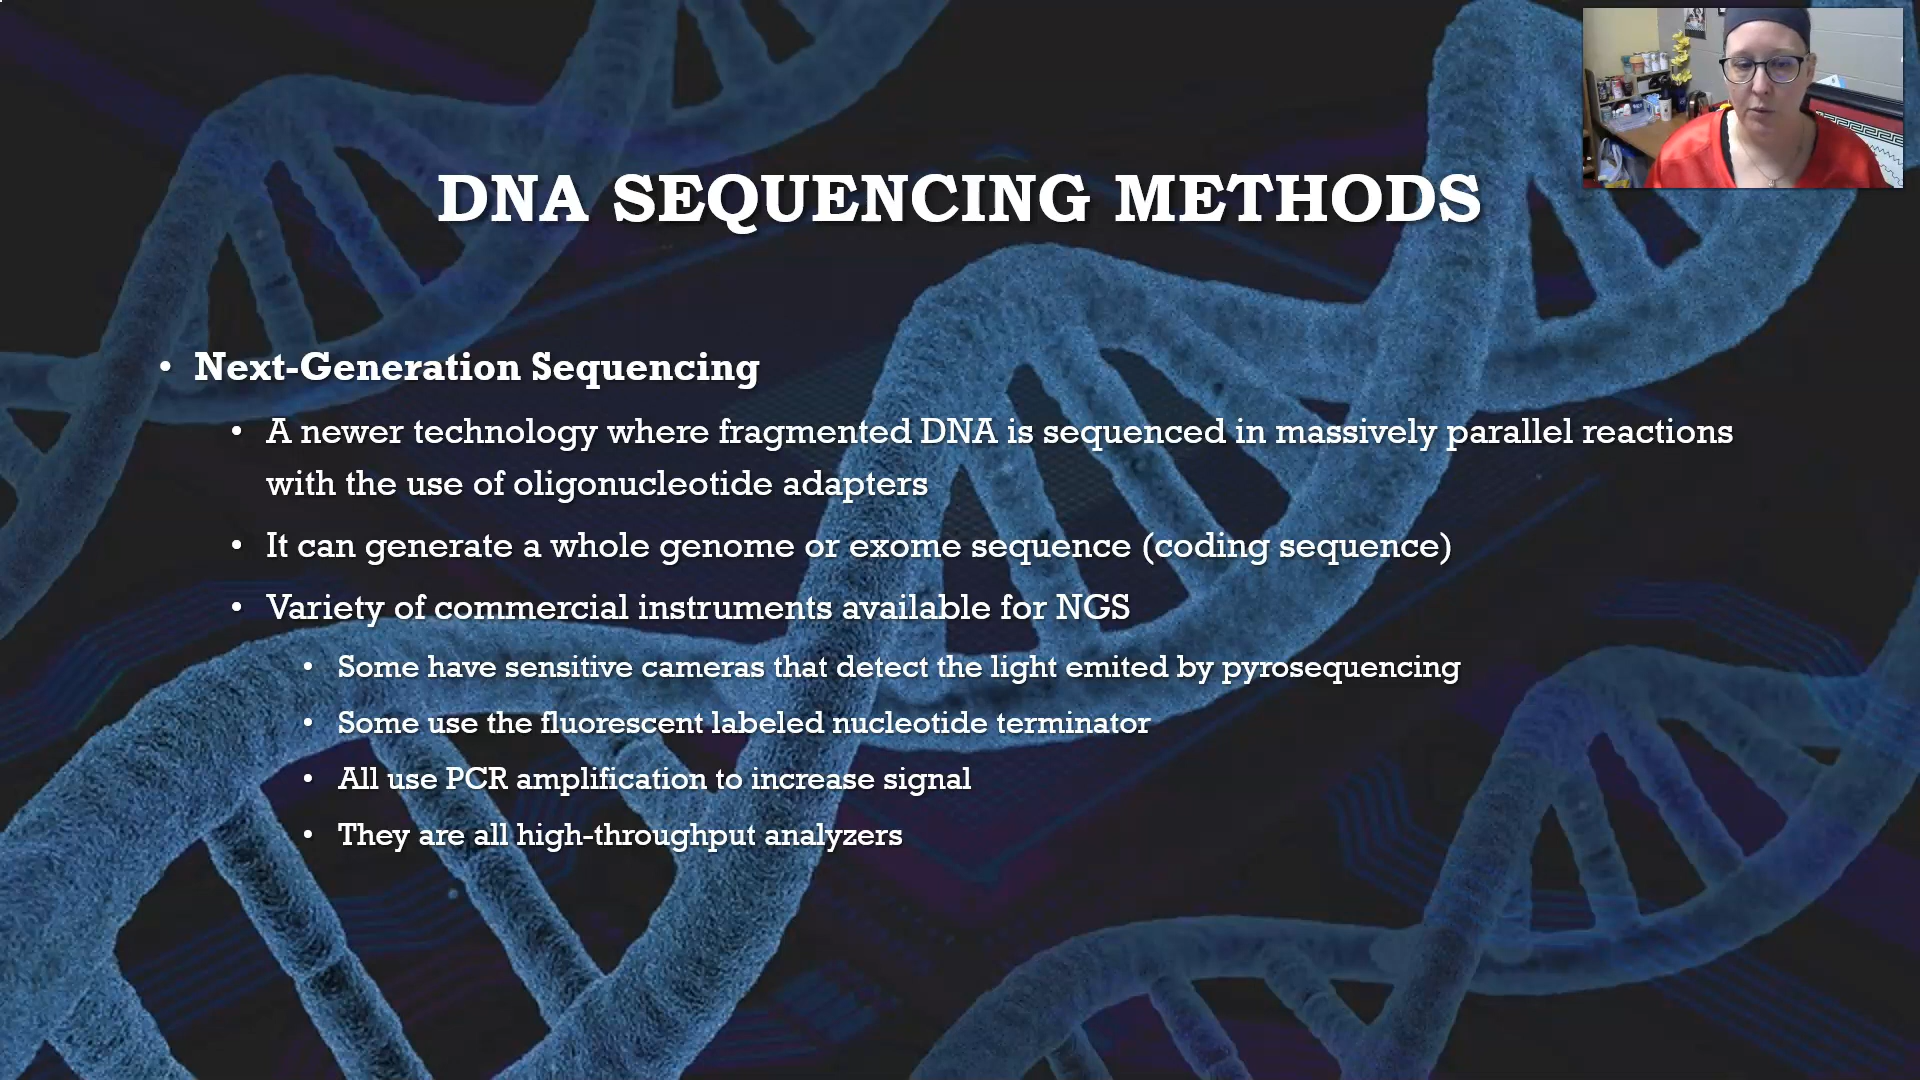 DNA SEQUENCING METHODS
• Next-Generation Sequencing
• A newer technology where fragmented DNA is sequenced in massively parallel reactions
with the use of oligonucleotide adapters
• It can generate a whole genome or exome sequence (coding sequence)
• Variety of commercial instruments available for NGS
• Some have sensitive cameras that detect the light emited by pyrosequencing
• Some use the fluorescent labeled nucleotide terminator
• All use PCR amplification to increase signal
• They are all high-throughput analyzers